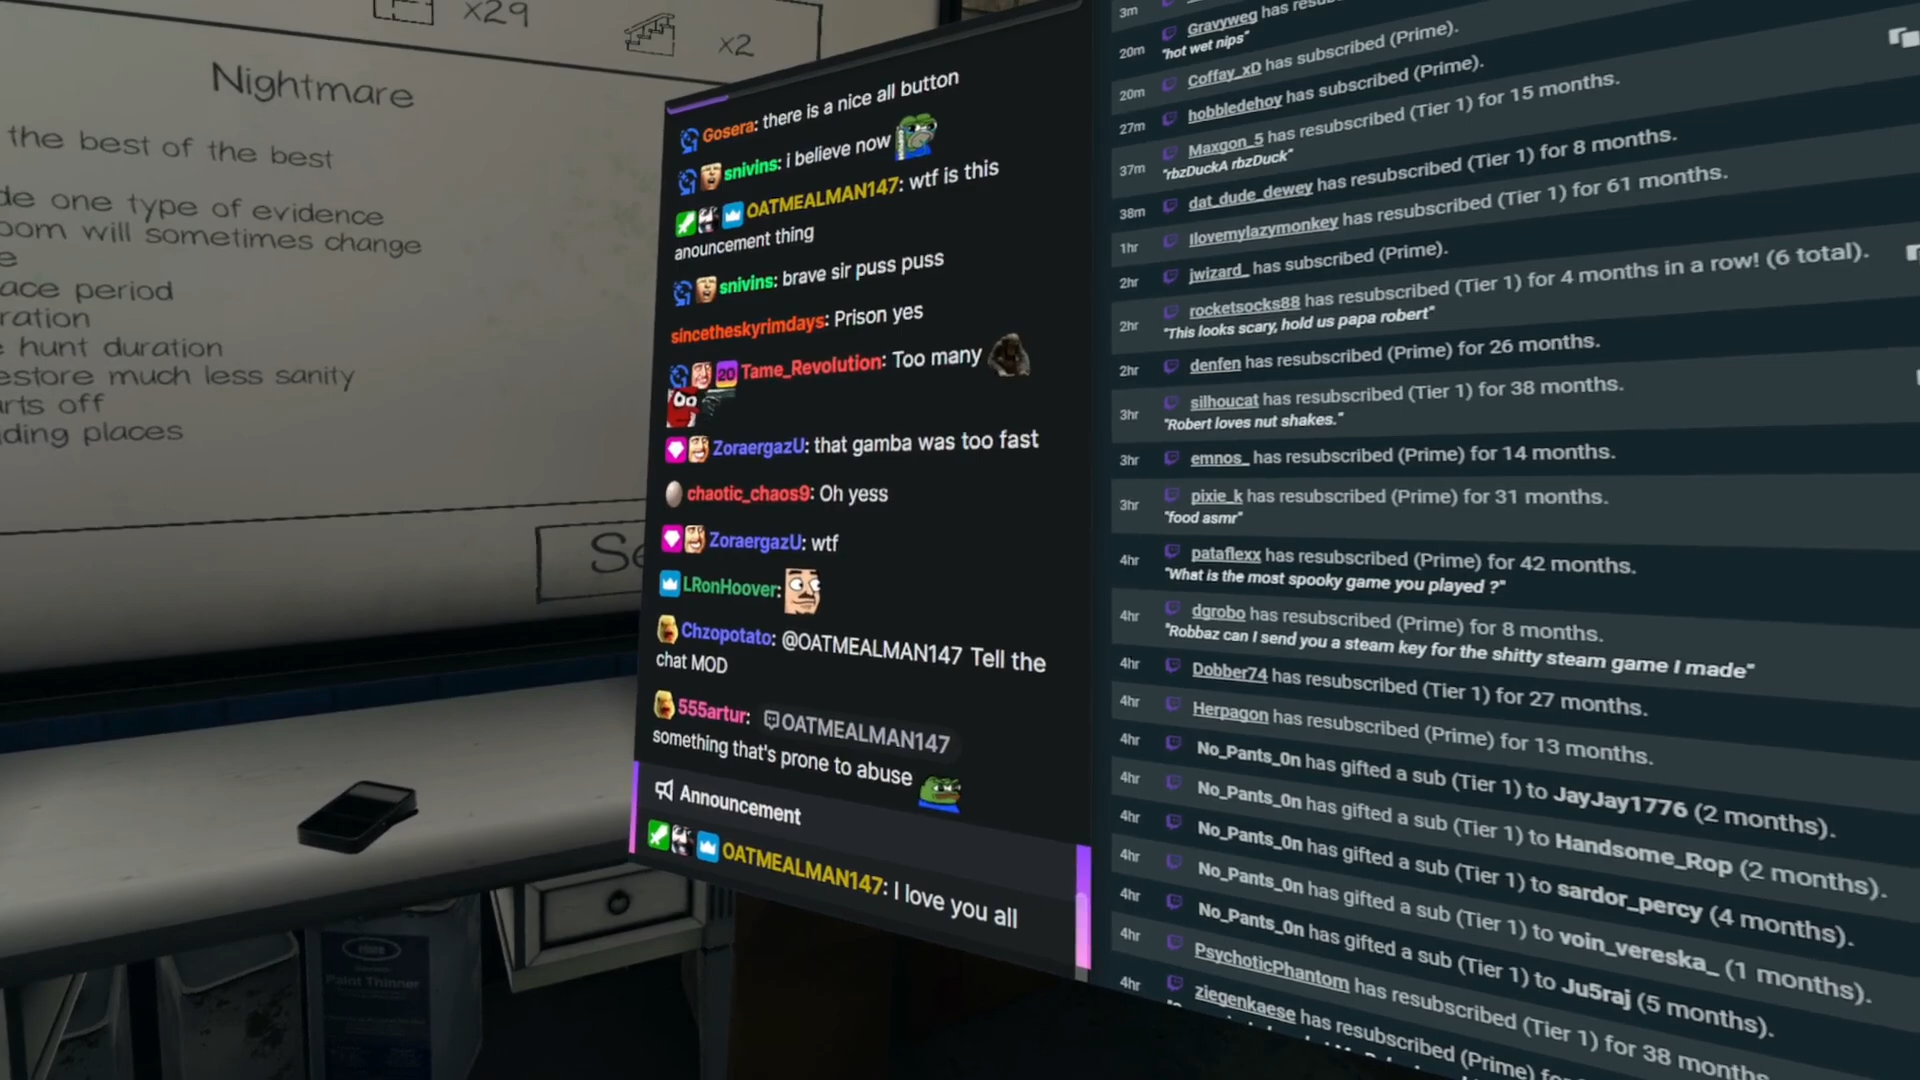 x29
x2
Nightmare
the best of the best
de one type of evidence
oom will sometimes change
e
ace period
ration
e hunt duration
estore much less sanity
arts off
ding places
Se
Paint Thinner
Gosera: there is a nice all button
snivins: i believe now
OATMEALMAN147: wtf is this
anouncement thing
snivins: brave sir puss puss
sincetheskyrimdays: Prison yes
20 Tame_Revolution: Too many
ZoraergazU: that gamba was too fast
chaotic_chaos9: Oh yess
ZoraergazU: wtf
LRonHoover:
Chzopotato: @OATMEALMAN147 Tell the
chat MOD
555artur: OATMEALMAN147
something that's prone to abuse
Announcement
OATMEALMAN147: I love you all
3m
20m Gravyweg has resu
"hot wet nips"
20m Coffay_xD has subscribed (Prime).
27m hobbledehoy has subscribed (Prime).
37m Maxgon_5 has resubscribed (Tier 1) for 15 months.
"rbzDuckA rbzDuck"
38m dat_dude_dewey has resubscribed (Tier 1) for 8 months.
1hr Ilovemylazymonkey has resubscribed (Tier 1) for 61 months.
2hr jwizard_ has subscribed (Prime).
2hr rocketsocks88 has resubscribed (Tier 1) for 4 months in a row! (6 total).
"This looks scary, hold us papa robert"
2hr denfen has resubscribed (Prime) for 26 months.
3hr silhoucat has resubscribed (Tier 1) for 38 months.
"Robert loves nut shakes."
3hr emnos_ has resubscribed (Prime) for 14 months.
3hr pixie_k has resubscribed (Prime) for 31 months.
"food asmr"
4hr pataflexx has resubscribed (Prime) for 42 months.
"What is the most spooky game you played ?"
4hr dgrobo has resubscribed (Prime) for 8 months.
"Robbaz can I send you a steam key for the shitty steam game I made"
4hr Dobber74 has resubscribed (Tier 1) for 27 months.
4hr Herpagon has resubscribed (Prime) for 13 months.
4hr No_Pants_0n has gifted a sub (Tier 1) to JayJay1776 (2 months).
4hr No_Pants_0n has gifted a sub (Tier 1) to Handsome_Rop (2 months).
4hr No_Pants_0n has gifted a sub (Tier 1) to sardor_percy (4 months).
4hr No_Pants_0n has gifted a sub (Tier 1) to voin_vereska_ (1 months).
4hr No_Pants_0n has gifted a sub (Tier 1) to Ju5raj (5 months).
4hr PsychoticPhantom has resubscribed (Tier 1) for 38 months
4hr ziegenkaese has resubscribed (Prime) fo